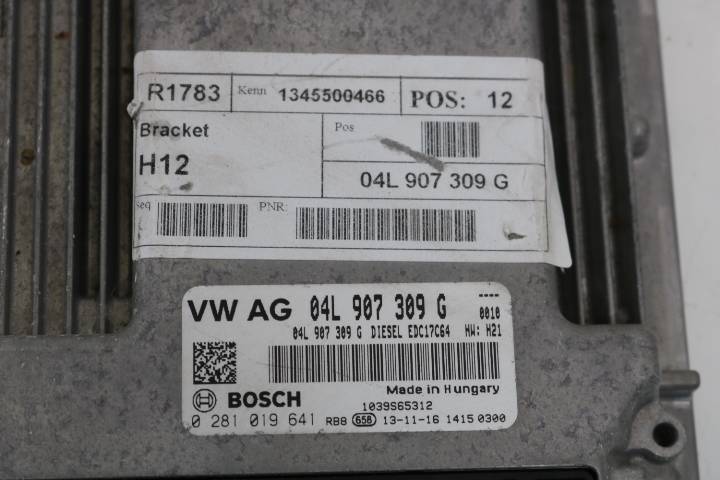 R1783 Kenn 1345500466 POS: 12
Bracket
H12
Pos
04L 907 309 G
Seq PNR:
VW AG 04L 907 309 G ----
0010
04L 907 309 G DIESEL EDC17C64 HW: H21
BOSCH
Made in Hungary
1039S65312
0 281 019 641 RB8 658 13-11-16 1415 0300